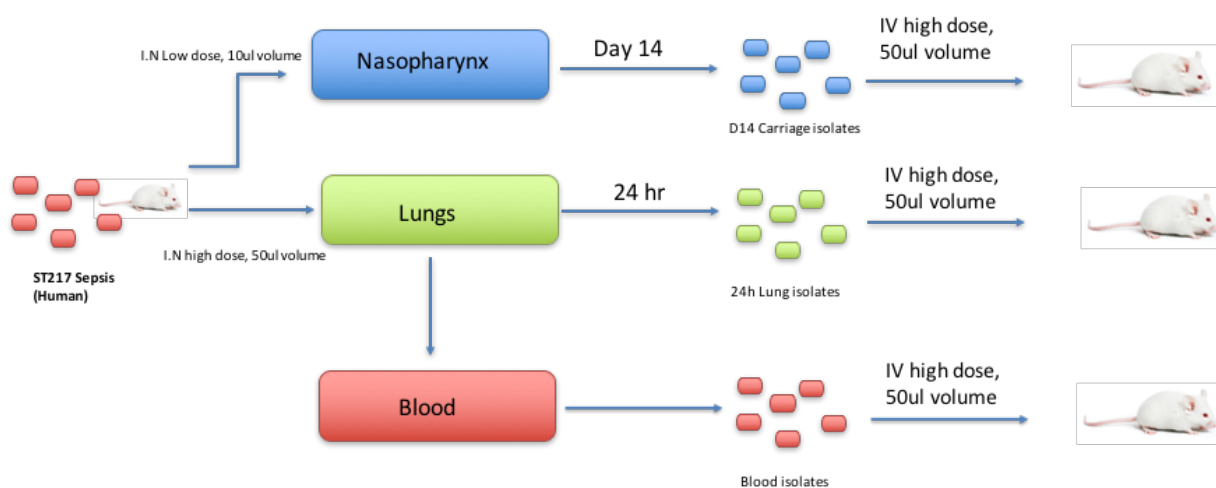 I.N Low dose, 10ul volume
Nasopharynx
Day 14
D14 Carriage isolates
IV high dose,
50ul volume
ST217 Sepsis
(Human)
I.N high dose, 50ul volume
Lungs
24 hr
24h Lung isolates
IV high dose,
50ul volume
Blood
Blood isolates
IV high dose,
50ul volume